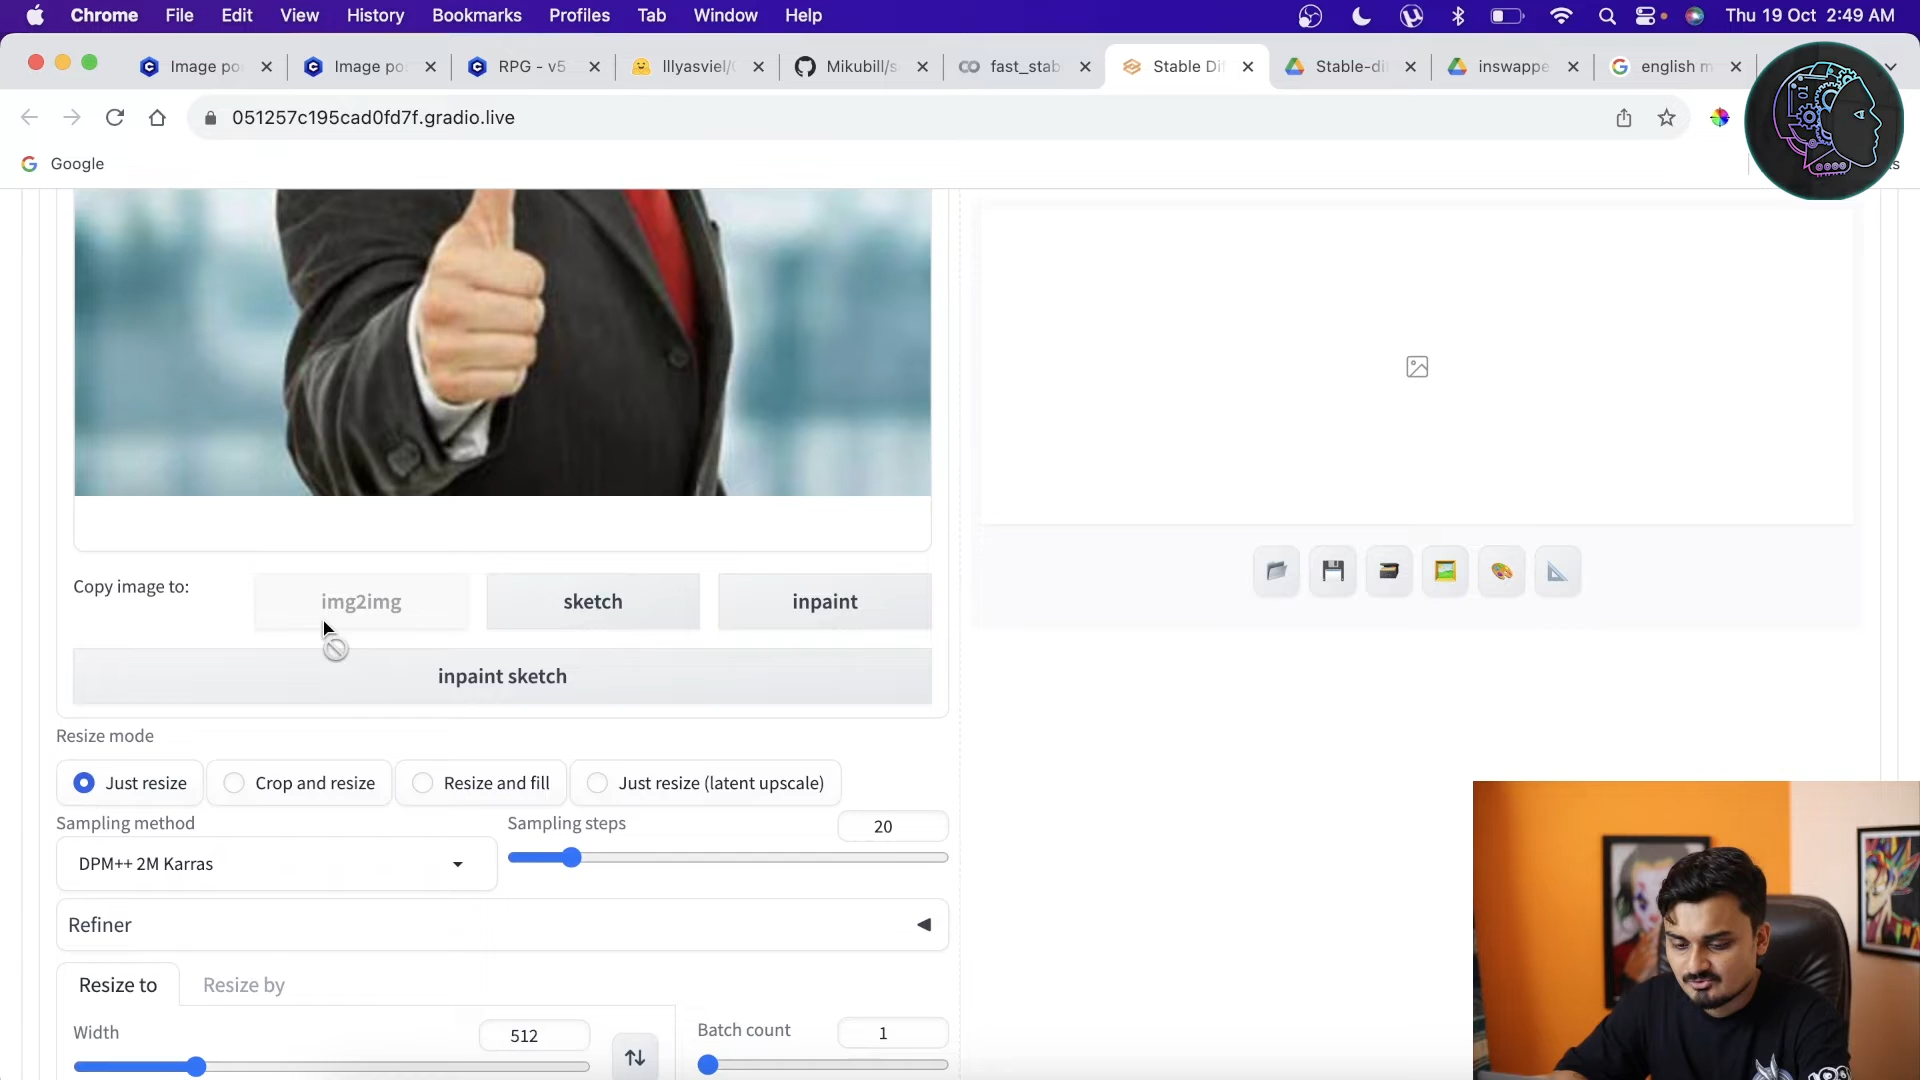 Chrome File Edit View History Bookmarks Profiles Tab Window Help Thu 19 Oct 2:49 AM
Image po Image po RPG - v5 lllyasviel/ Mikubill/s fast_stab Stable Dif Stable-di inswappe english m
051257c195cad0fd7f.gradio.live
Google
Copy image to:
img2img sketch inpaint
inpaint sketch
Resize mode
Just resize Crop and resize Resize and fill Just resize (latent upscale)
Sampling method Sampling steps 20
DPM++ 2M Karras
Refiner
Resize to Resize by
Width 512 Batch count 1